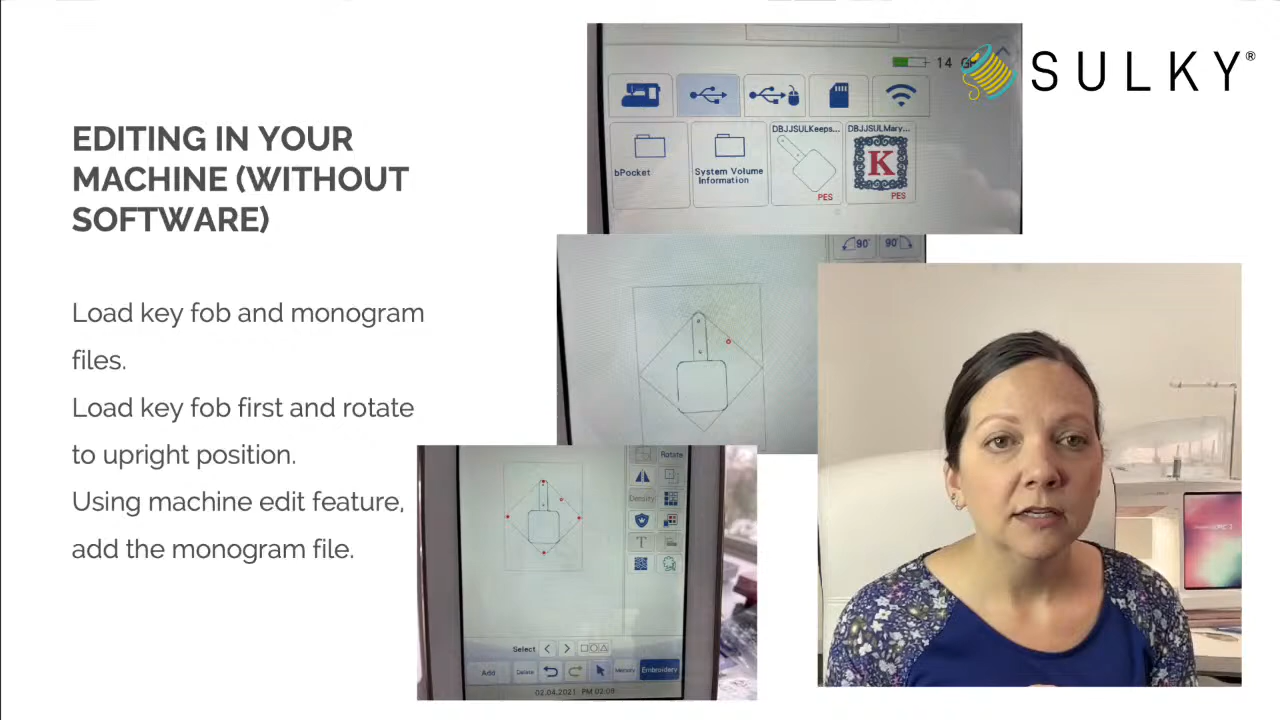 EDITING IN YOUR
MACHINE (WITHOUT
SOFTWARE)
Load key fob and monogram
files.
Load key fob first and rotate
to upright position.
Using machine edit feature,
add the monogram file.
SULKY®
14
bPocket
System Volume
Information
DBJJSULKeeps...
PES
DBJJSULMary...
K
PES
90°
90°
Rotate
Density
T
Select
Add
Delete
Memory
Embroidery
02.04.2021 PM 02:09